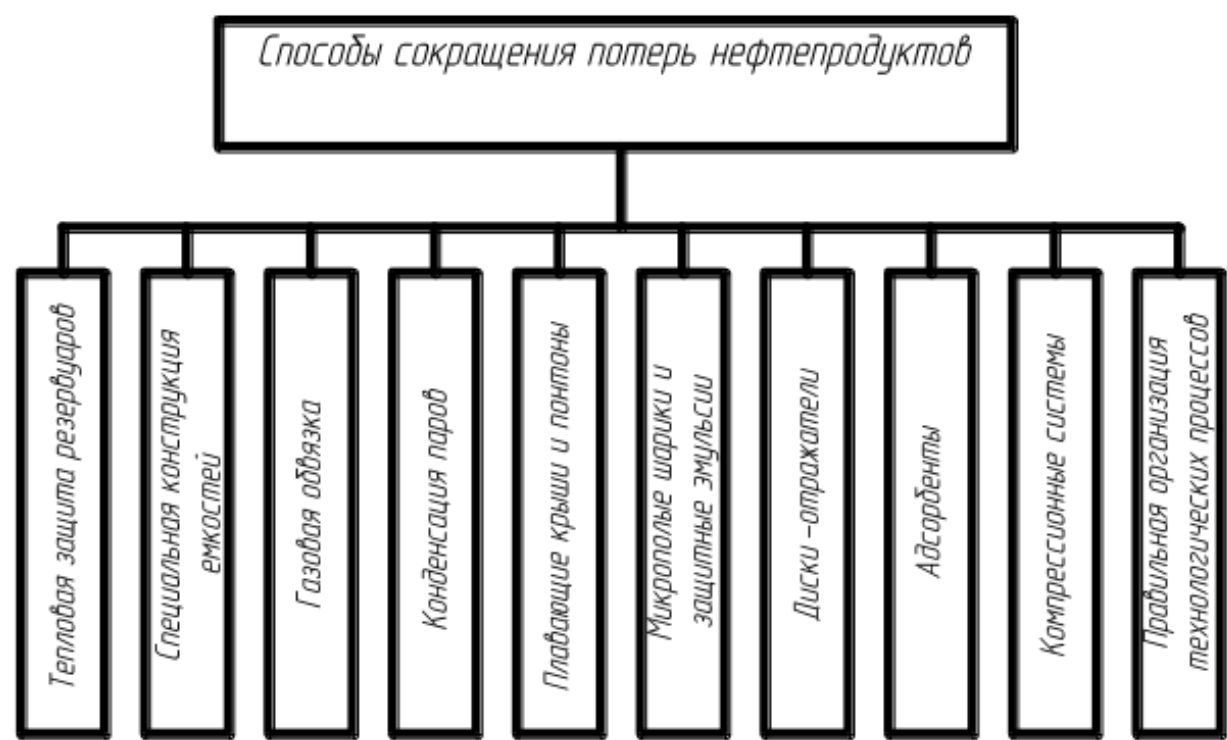 Способы сокращения потерь нефтепродуктов
Тепловая защита резервуаров
Специальная конструкция
емкостей
Газовая обвязка
Конденсация паров
Плавающие крыши и понтоны
Микрополые шарики и
защитные эмульсии
Диски –отражатели
Адсорбенты
Компрессионные системы
Правильная организация
технологических процессов